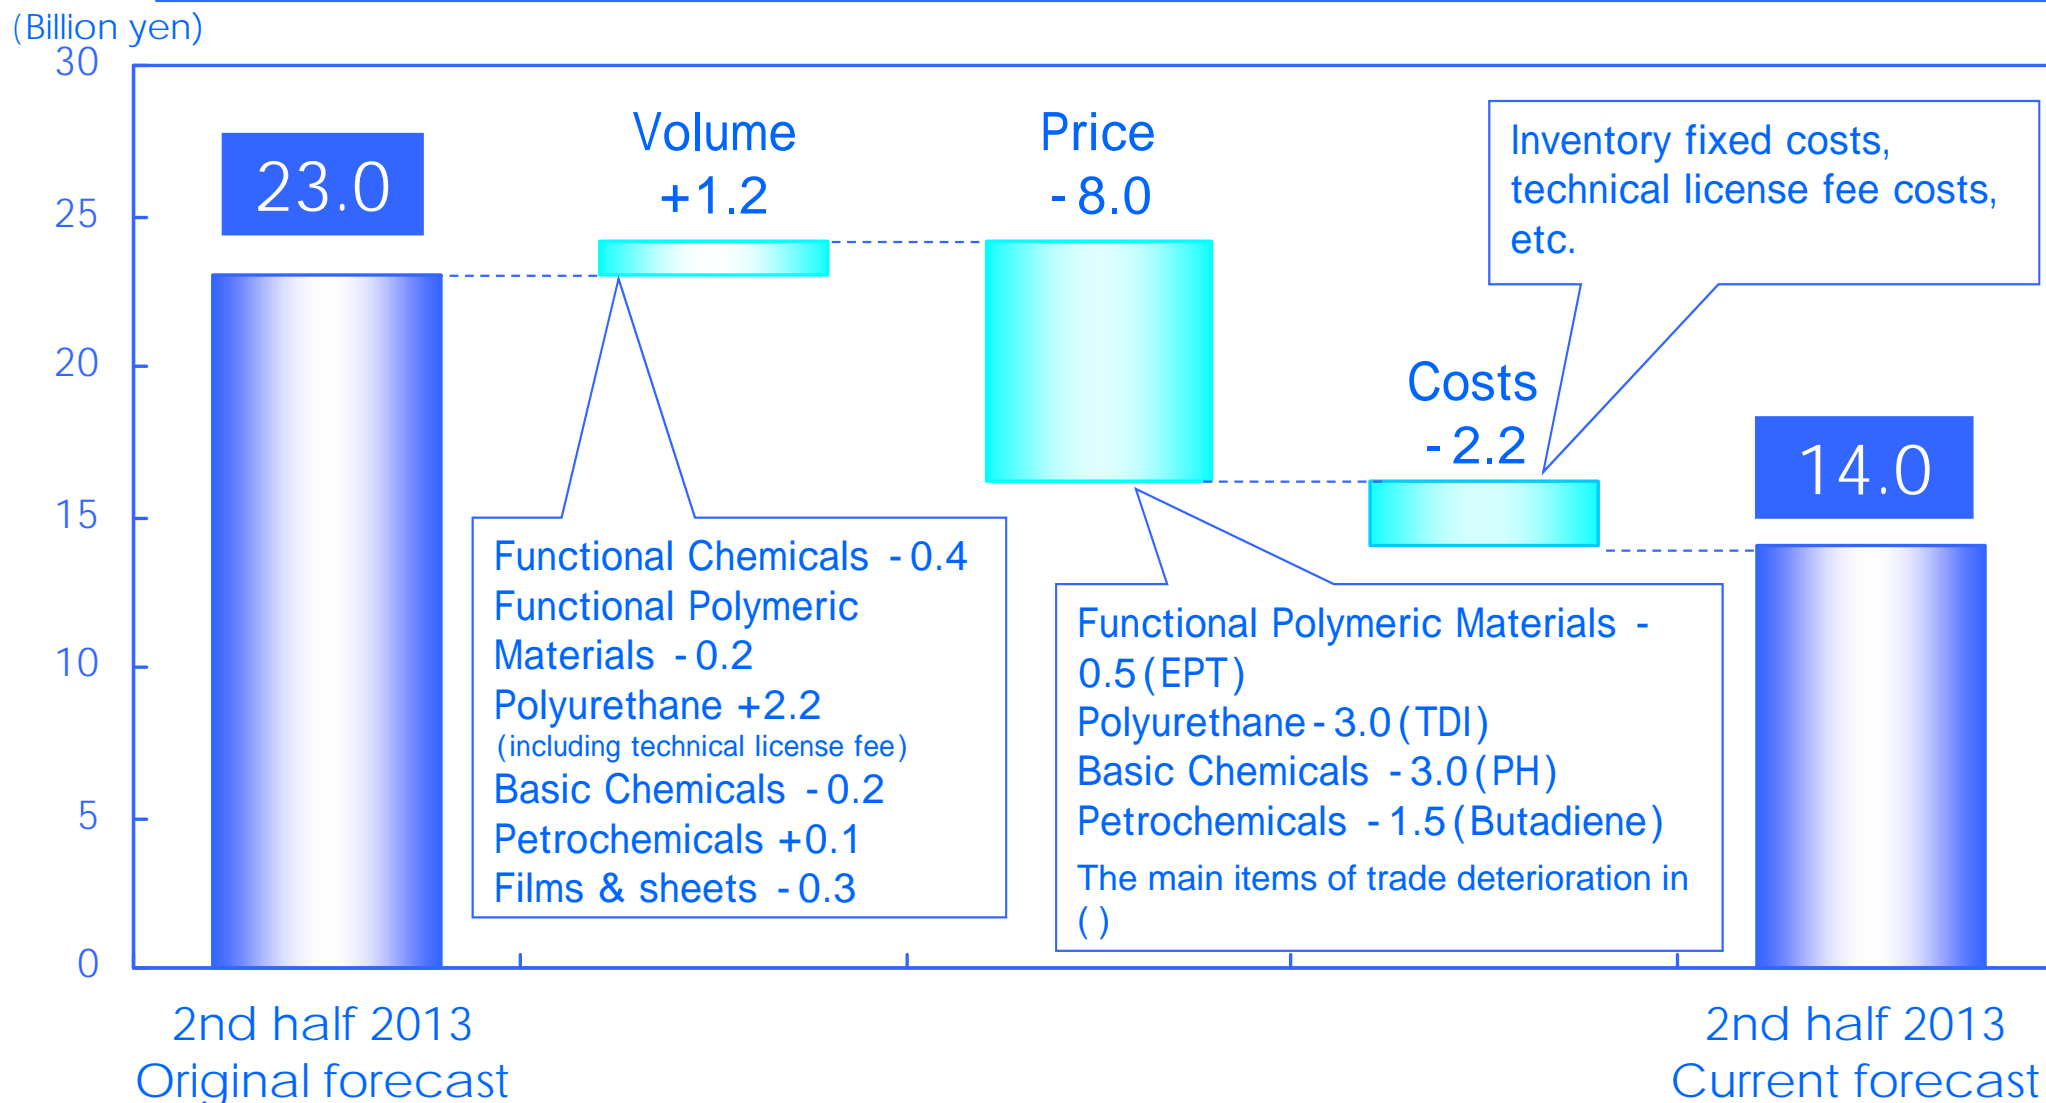 (Billion yen)
30
25
20
15
10
5
0
23.0
Volume
+1.2
Price
-8.0
Inventory fixed costs,
technical license fee costs,
etc.
Costs
-2.2
14.0
Functional Chemicals -0.4
Functional Polymeric
Materials -0.2
Polyurethane +2.2
(including technical license fee)
Basic Chemicals -0.2
Petrochemicals +0.1
Films & sheets -0.3
Functional Polymeric Materials -
0.5(EPT)
Polyurethane-3.0(TDI)
Basic Chemicals -3.0(PH)
Petrochemicals -1.5(Butadiene)
The main items of trade deterioration in
()
2nd half 2013
Original forecast
2nd half 2013
Current forecast